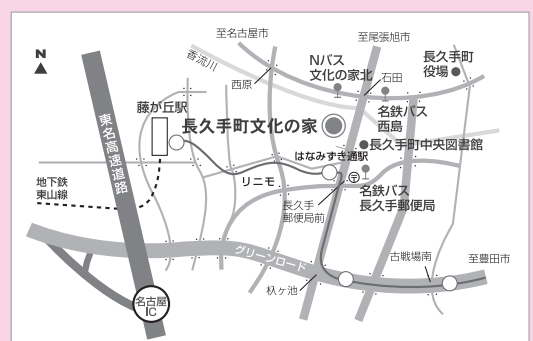 至名古屋市
至尾張旭市
N
香流川
Nバス
文化の家北
長久手町
役場
石田
西原
藤が丘駅
名鉄バス
西島
長久手町文化の家
東名高速道路
長久手町中央図書館
はなみずき通駅
地下鉄
東山線
リニモ
名鉄バス
長久手町郵便局
長久手
郵便局前
グリーンロード
古戦場南
至豊田市
杁ヶ池
名古屋
IC